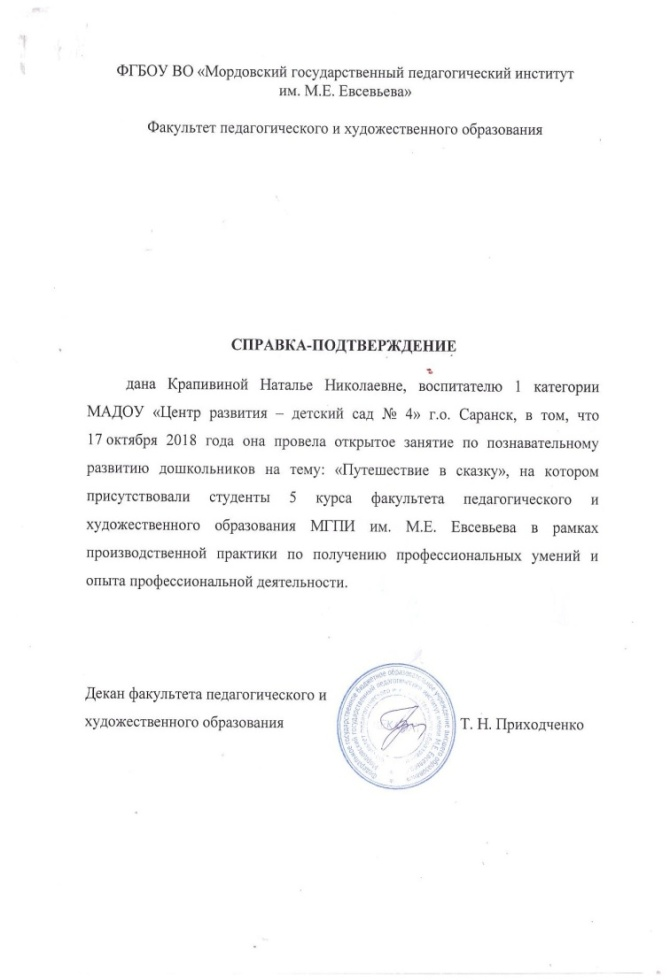 ФГБОУ ВО «Мордовский государственный педагогический институт
им. М.Е. Евсевьева»
Факультет педагогического и художественного образования
СПРАВКА-ПОДТВЕРЖДЕНИЕ
дана Крапивиной Наталье Николаевне, воспитателю 1 категории
МАДОУ «Центр развития – детский сад № 4» г.о. Саранск, в том, что
17 октября 2018 года она провела открытое занятие по познавательному
развитию дошкольников на тему: «Путешествие в сказку», на котором
присутствовали студенты 5 курса факультета педагогического и
художественного образования МГПИ им. М.Е. Евсевьева в рамках
производственной практики по получению профессиональных умений и
опыта профессиональной деятельности.
Декан факультета педагогического и
художественного образования
Т. Н. Приходченко